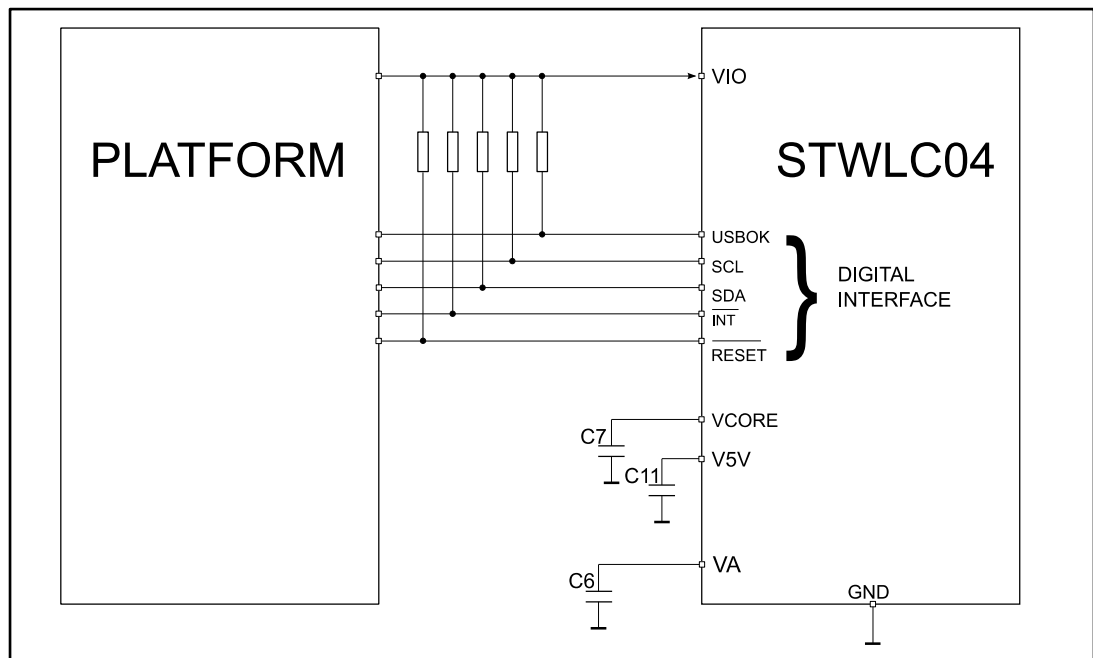 PLATFORM
STWLC04
VIO
USBOK
SCL
SDA
INT
RESET
DIGITAL
INTERFACE
VCORE
C7
V5V
C11
VA
C6
GND